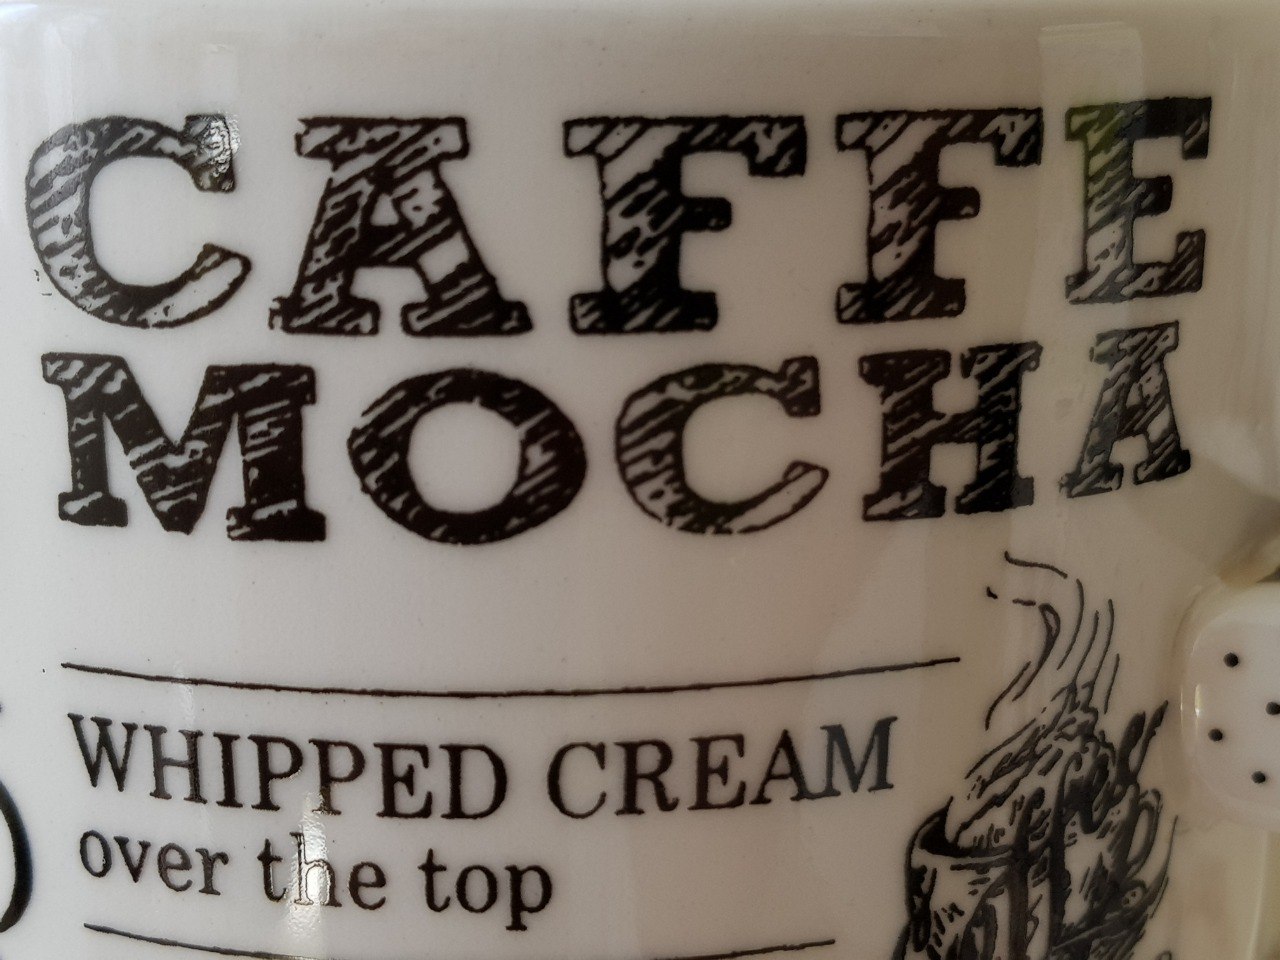 CAFFE
MOCHA
WHIPPED CREAM
over the top